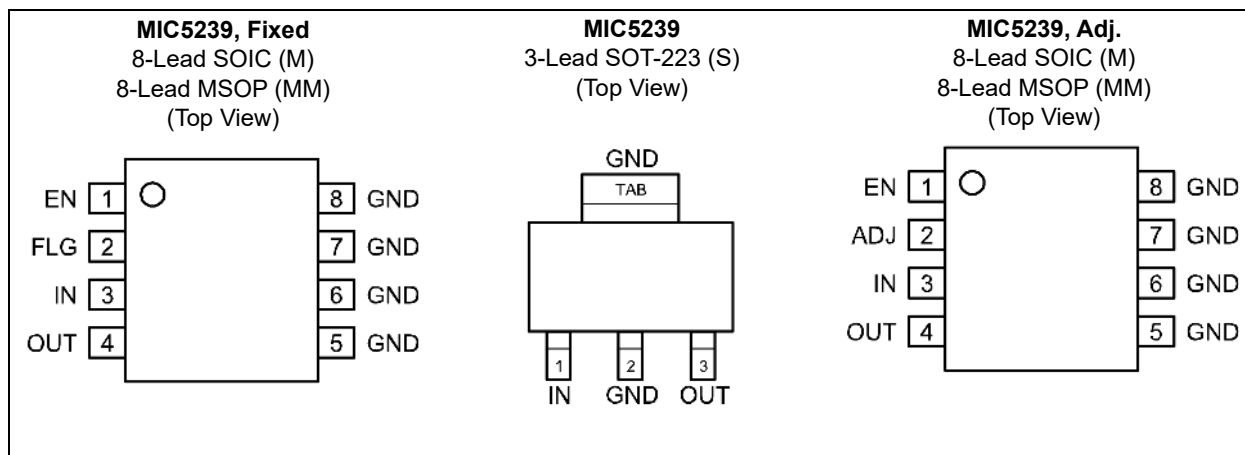 MIC5239, Fixed
8-Lead SOIC (M)
8-Lead MSOP (MM)
(Top View)
EN 1 8 GND
FLG 2 7 GND
IN 3 6 GND
OUT 4 5 GND
MIC5239
3-Lead SOT-223 (S)
(Top View)
GND
TAB
1 2 3
IN GND OUT
MIC5239, Adj.
8-Lead SOIC (M)
8-Lead MSOP (MM)
(Top View)
EN 1 8 GND
ADJ 2 7 GND
IN 3 6 GND
OUT 4 5 GND